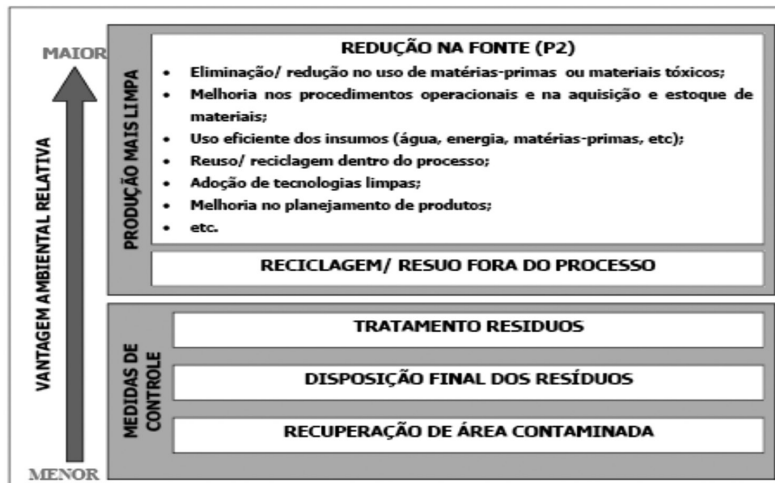 MAIOR
VANTAGEM AMBIENTAL RELATIVA
MENOR
PRODUÇÃO MAIS LIMPA
REDUÇÃO NA FONTE (P2)
• Eliminação/ redução no uso de matérias-primas ou materiais tóxicos;
• Melhoria nos procedimentos operacionais e na aquisição e estoque de
materiais;
• Uso eficiente dos insumos (água, energia, matérias-primas, etc);
• Reuso/ reciclagem dentro do processo;
• Adoção de tecnologias limpas;
• Melhoria no planejamento de produtos;
• etc.
RECICLAGEM/ RESUO FORA DO PROCESSO
MEDIDAS DE
CONTROLE
TRATAMENTO RESIDUOS
DISPOSIÇÃO FINAL DOS RESÍDUOS
RECUPERAÇÃO DE ÁREA CONTAMINADA